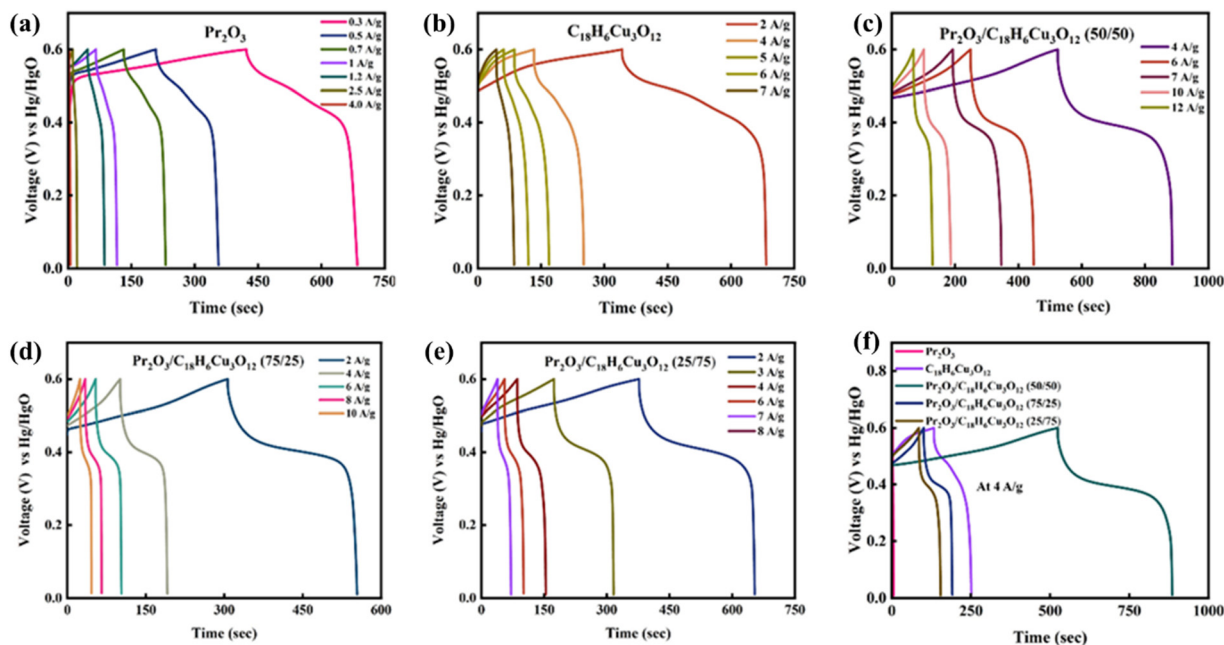 (a)
Pr₂O₃
0.3 A/g
0.5 A/g
0.7 A/g
1 A/g
1.2 A/g
2.5 A/g
4.0 A/g
Voltage (V) vs Hg/HgO
0.8
0.6
0.4
0.2
0.0
0 150 300 450 600 750
Time (sec)
(b)
C₁₈H₆Cu₃O₁₂
2 A/g
4 A/g
5 A/g
6 A/g
7 A/g
Voltage (V) vs Hg/HgO
0.6
0.4
0.2
0.0
0 150 300 450 600 750
Time (sec)
(c)
Pr₂O₃/C₁₈H₆Cu₃O₁₂ (50/50)
4 A/g
6 A/g
7 A/g
10 A/g
12 A/g
Voltage (V) vs Hg/HgO
0.6
0.4
0.2
0.0
0 200 400 600 800 1000
Time (sec)
(d)
Pr₂O₃/C₁₈H₆Cu₃O₁₂ (75/25)
2 A/g
4 A/g
6 A/g
8 A/g
10 A/g
Voltage (V) vs Hg/HgO
0.6
0.4
0.2
0.0
0 150 300 450 600
Time (sec)
(e)
Pr₂O₃/C₁₈H₆Cu₃O₁₂ (25/75)
2 A/g
3 A/g
4 A/g
6 A/g
7 A/g
8 A/g
Voltage (V) vs Hg/HgO
0.6
0.4
0.2
0.0
0 150 300 450 600 750
Time (sec)
(f)
Pr₂O₃
C₁₈H₆Cu₃O₁₂
Pr₂O₃/C₁₈H₆Cu₃O₁₂ (50/50)
Pr₂O₃/C₁₈H₆Cu₃O₁₂ (75/25)
Pr₂O₃/C₁₈H₆Cu₃O₁₂ (25/75)
At 4 A/g
Voltage (V) vs Hg/HgO
0.8
0.6
0.4
0.2
0.0
0 250 500 750 1000
Time (sec)